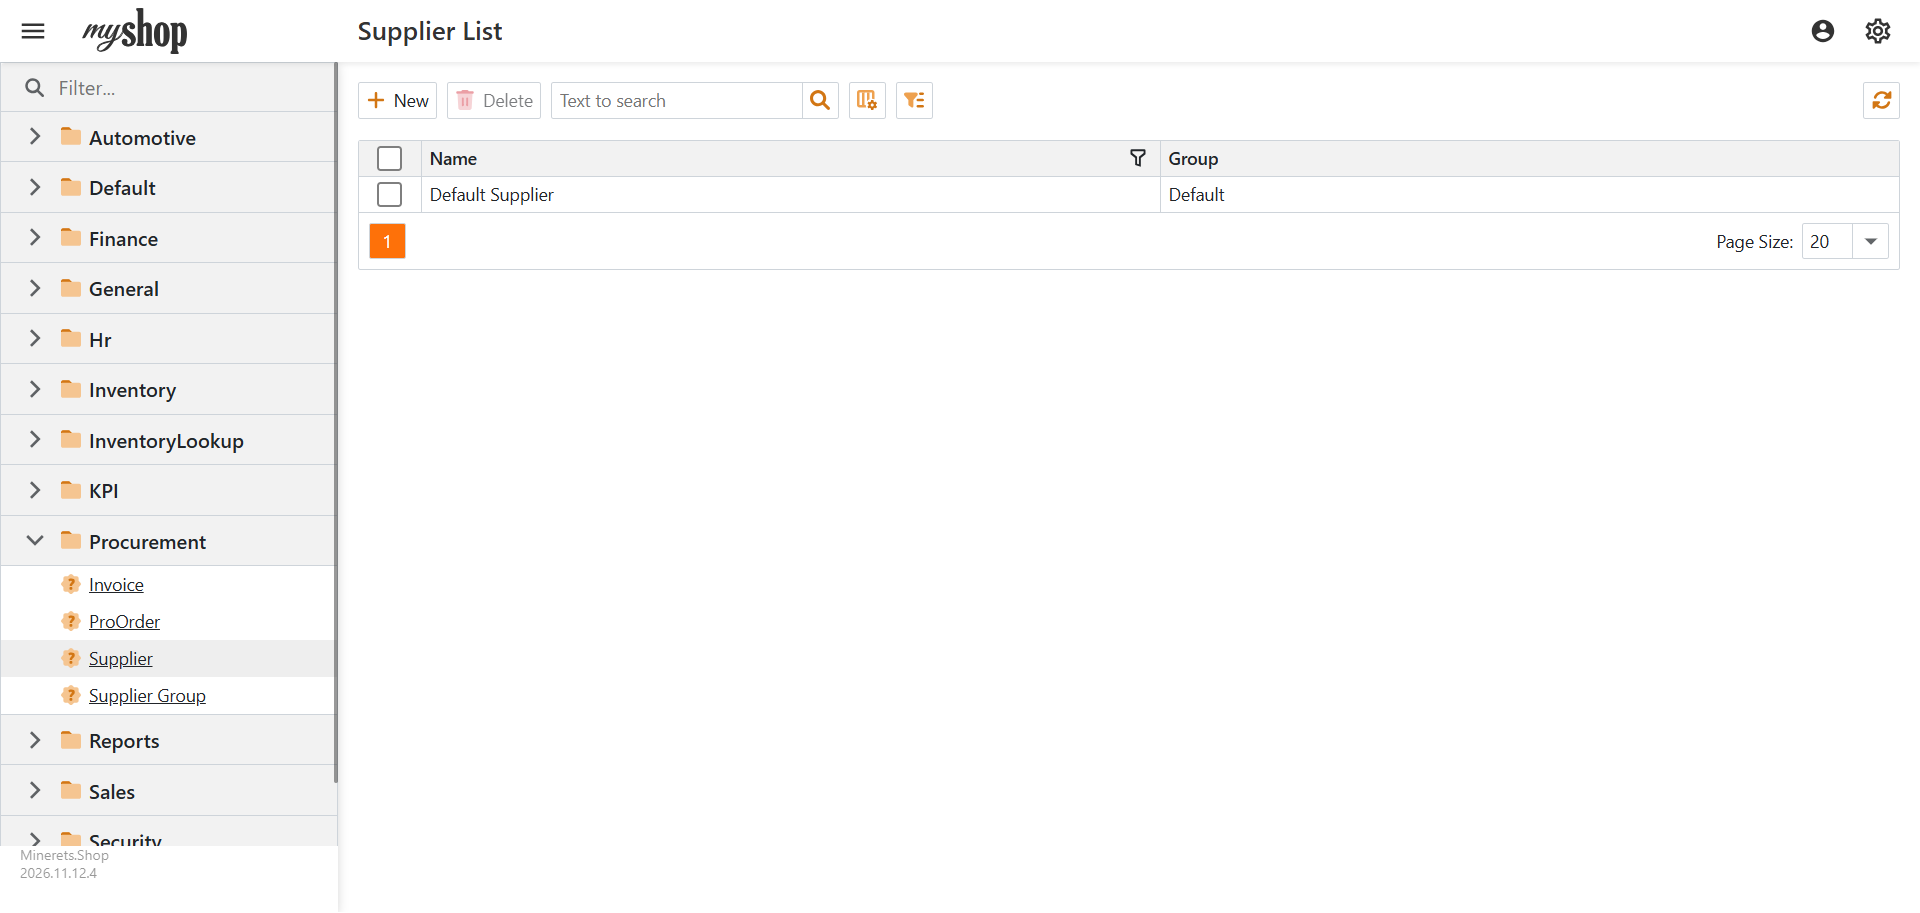 myshop
Supplier List
Filter...
Automotive
Default
Finance
General
Hr
Inventory
InventoryLookup
KPI
Procurement
Invoice
ProOrder
Supplier
Supplier Group
Reports
Sales
Security
Minerets.Shop
2026.11.12.4
New
Delete
Text to search
Name
Group
Default Supplier
Default
1
Page Size:
20